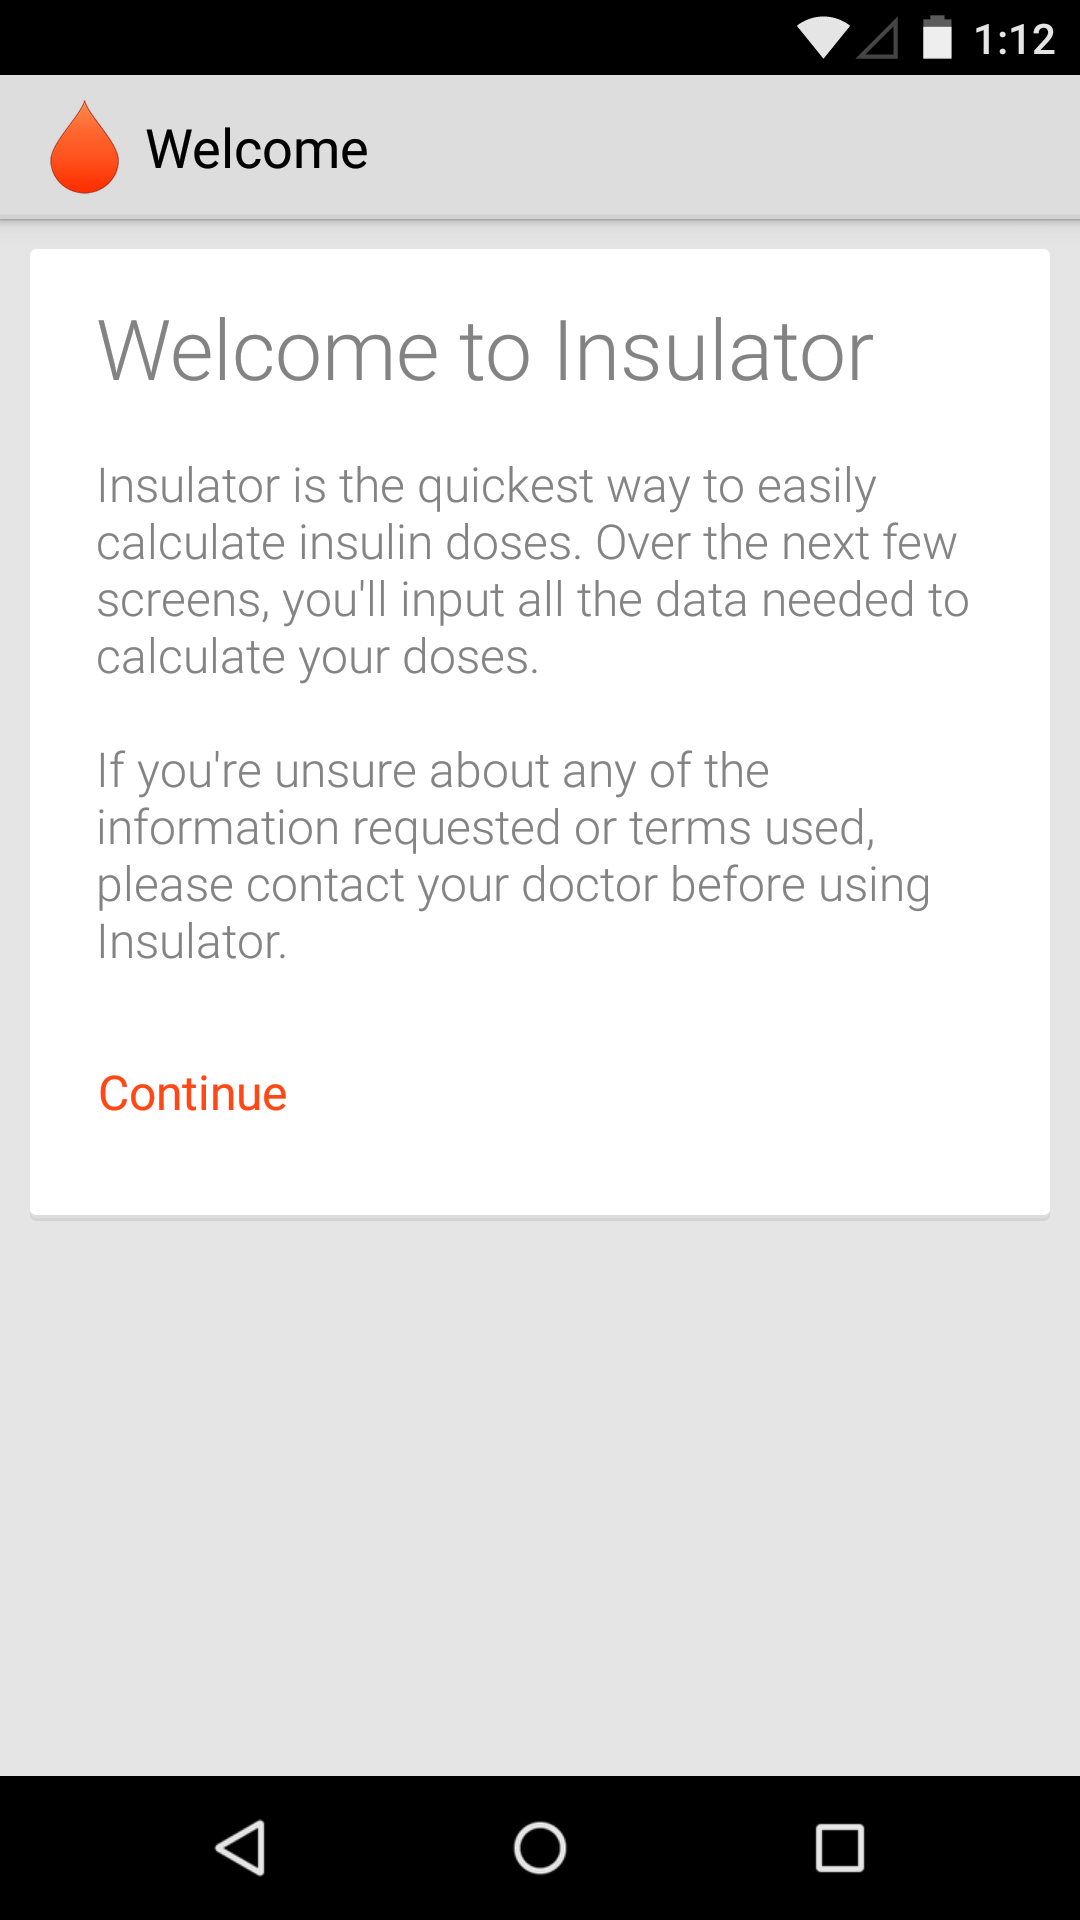 1:12
Welcome
Welcome to Insulator
Insulator is the quickest way to easily
calculate insulin doses. Over the next few
screens, you'll input all the data needed to
calculate your doses.
If you're unsure about any of the
information requested or terms used,
please contact your doctor before using
Insulator.
Continue